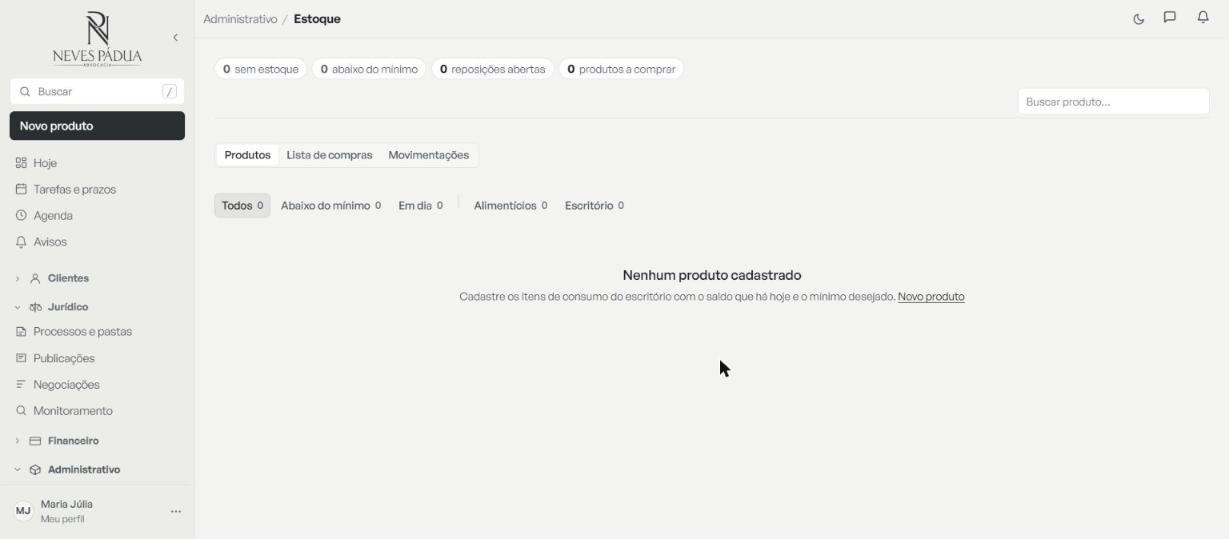 NEVES PÁDUA
ADVOCACIA
Buscar /
Novo produto
Hoje
Tarefas e prazos
Agenda
Avisos
Clientes
Jurídico
Processos e pastas
Publicações
Negociações
Monitoramento
Financeiro
Administrativo
MJ Maria Júlia
Meu perfil
Administrativo / Estoque
0 sem estoque 0 abaixo do mínimo 0 reposições abertas 0 produtos a comprar
Buscar produto...
Produtos Lista de compras Movimentações
Todos 0 Abaixo do mínimo 0 Em dia 0 Alimentícios 0 Escritório 0
Nenhum produto cadastrado
Cadastre os itens de consumo do escritório com o saldo que há hoje e o mínimo desejado. Novo produto